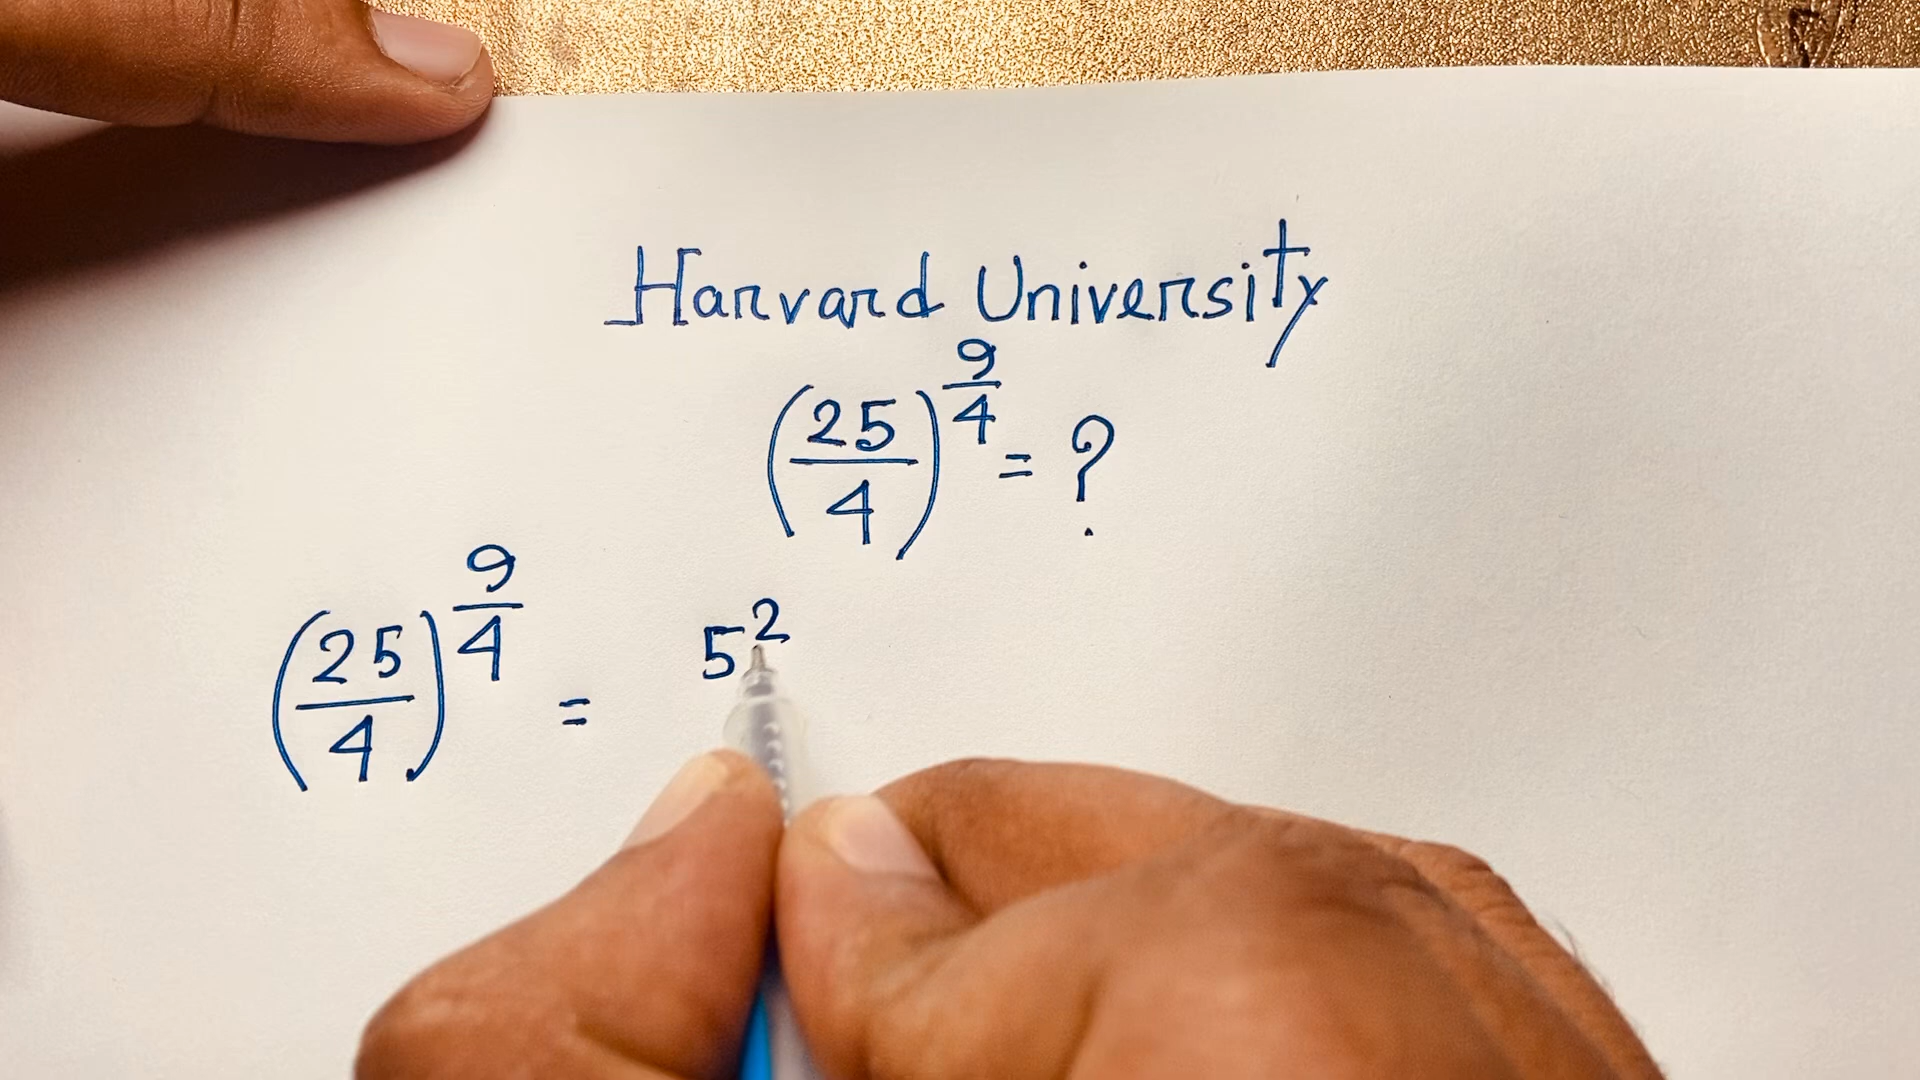 Harvard University
(25/4)^(9/4) = ?
(25/4)^(9/4) = 5^2